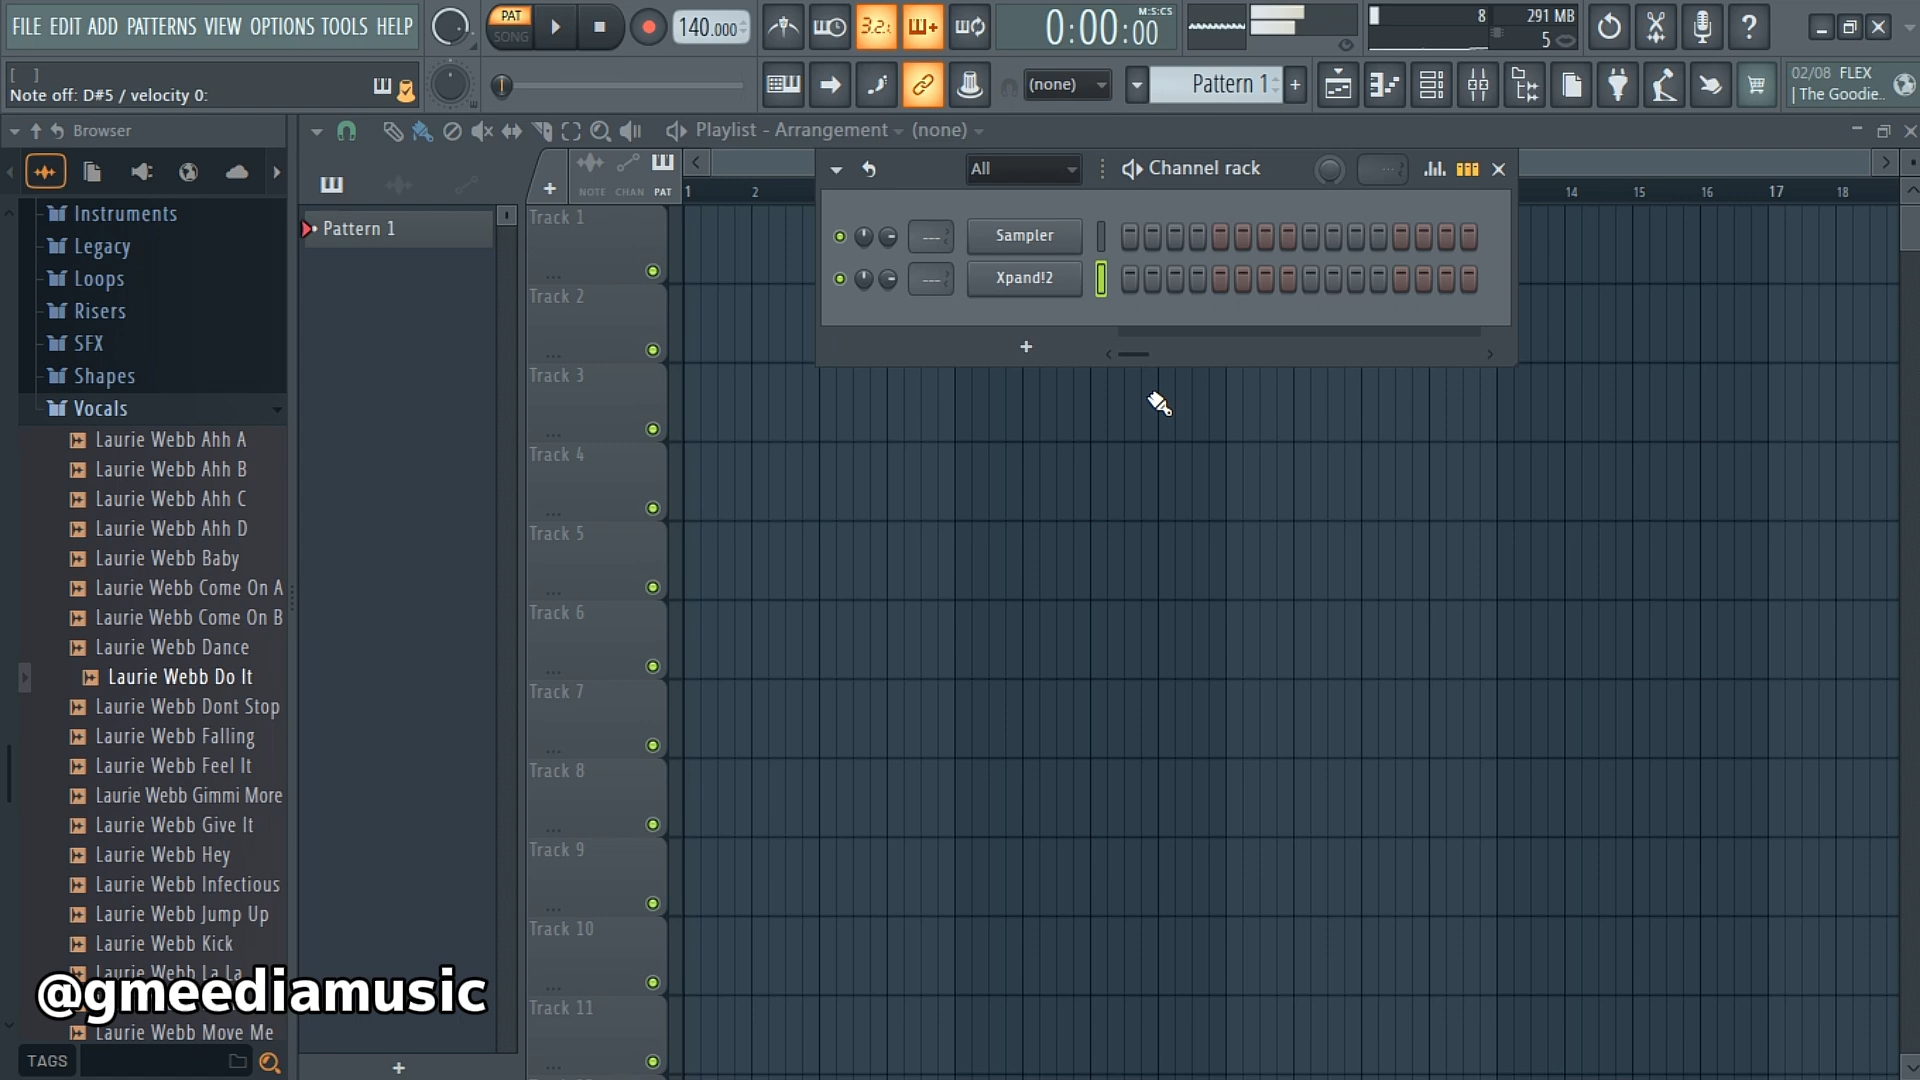 FILE EDIT ADD PATTERNS VIEW OPTIONS TOOLS HELP
PAT
SONG
140.000
3.2.
0:00:00
M:S:CS
8
291 MB
5
[ ]
Note off: D#5 / velocity 0:
(none)
Pattern 1
02/08 FLEX
| The Goodie..
Browser
Playlist - Arrangement
(none)
Instruments
Legacy
Loops
Risers
SFX
Shapes
Vocals
Laurie Webb Ahh A
Laurie Webb Ahh B
Laurie Webb Ahh C
Laurie Webb Ahh D
Laurie Webb Baby
Laurie Webb Come On A
Laurie Webb Come On B
Laurie Webb Dance
Laurie Webb Do It
Laurie Webb Dont Stop
Laurie Webb Falling
Laurie Webb Feel It
Laurie Webb Gimmi More
Laurie Webb Give It
Laurie Webb Hey
Laurie Webb Infectious
Laurie Webb Jump Up
Laurie Webb Kick
Laurie Webb La La
Laurie Webb Move Me
@gmeediamusic
TAGS
Pattern 1
NOTE
CHAN
PAT
1
2
14
15
16
17
18
Track 1
Track 2
Track 3
Track 4
Track 5
Track 6
Track 7
Track 8
Track 9
Track 10
Track 11
All
Channel rack
Sampler
Xpand!2